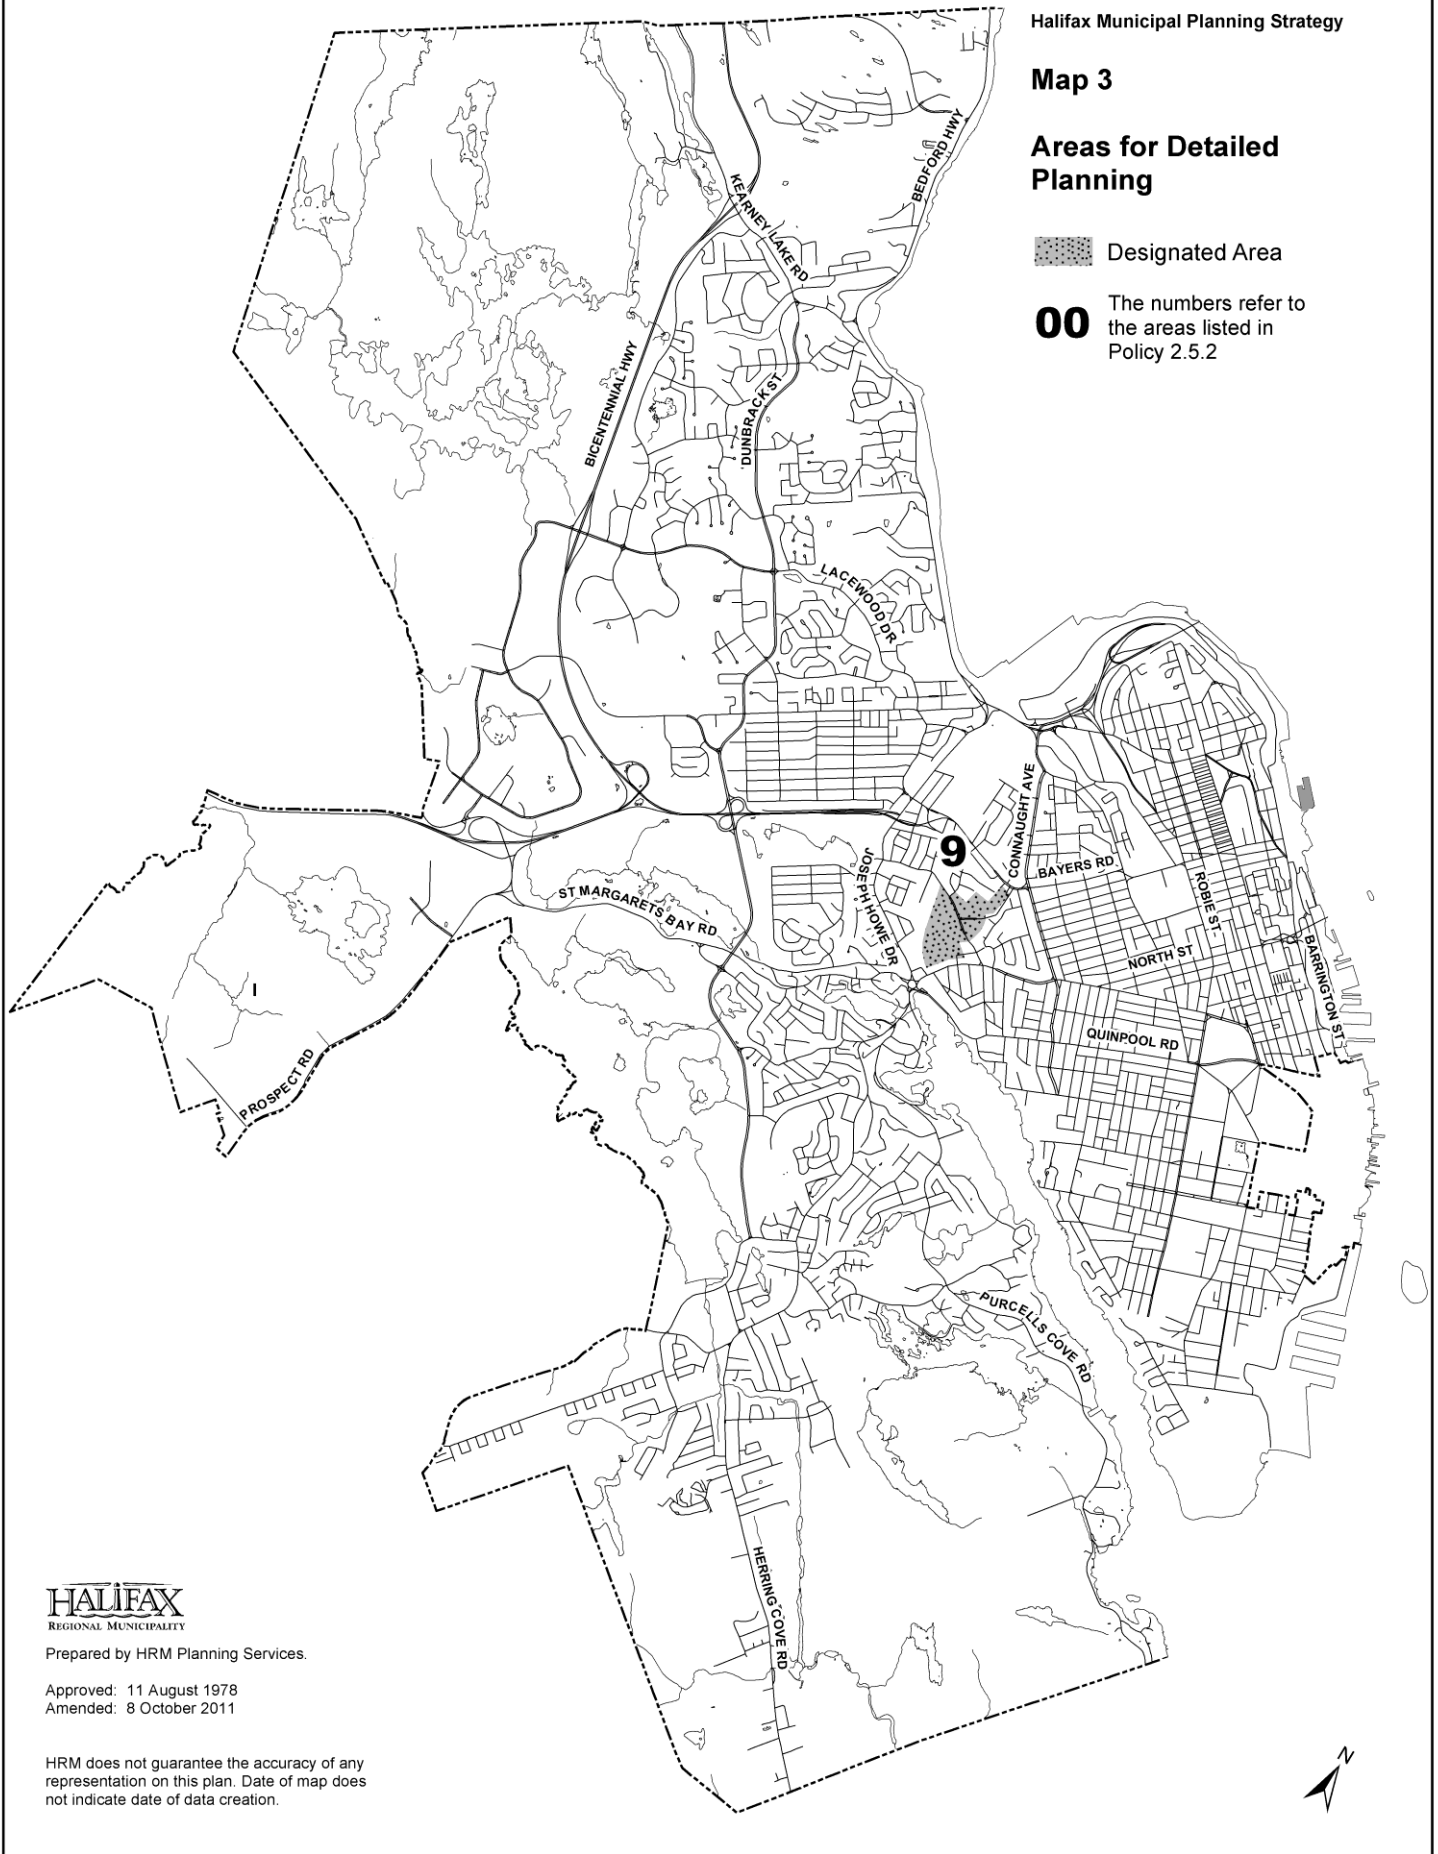 Halifax Municipal Planning Strategy
Map 3
Areas for Detailed
Planning
Designated Area
00
The numbers refer to
the areas listed in
Policy 2.5.2
BEDFORD HWY
KEARNEY LAKE RD
BICENTENNIAL HWY
DUNBRACK ST
LACEWOOD DR
CONNAUGHT AVE
9
BAYERS RD
JOSEPH HOWE DR
ROBIE ST
ST MARGARETS BAY RD
NORTH ST
BARRINGTON ST
I
QUINPOOL RD
PROSPECT RD
PURCELLS COVE RD
HERRING COVE RD
HALIFAX
REGIONAL MUNICIPALITY
Prepared by HRM Planning Services.
Approved: 11 August 1978
Amended: 8 October 2011
HRM does not guarantee the accuracy of any
representation on this plan. Date of map does
not indicate date of data creation.
N